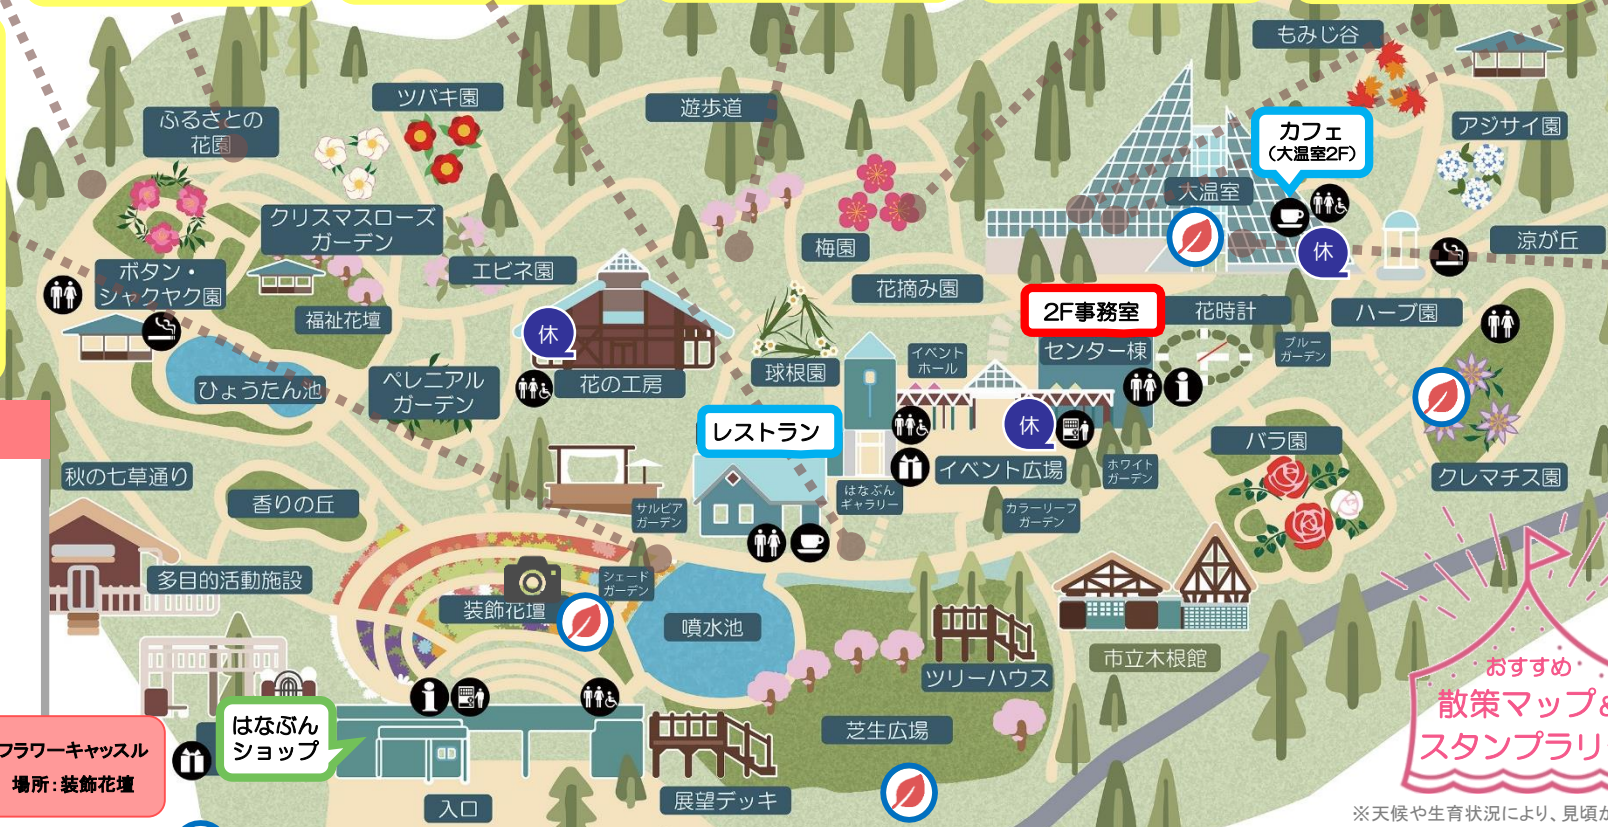 もみじ谷
ツバキ園
遊歩道
ふるさとの
花園
カフェ
(大温室2F)
アジサイ園
大温室
クリスマスローズ
ガーデン
梅園
涼が丘
ボタン・
シャクヤク園
エビネ園
花摘み園
2F事務室
花時計
ハーブ園
福祉花壇
休
休
センター棟
ブルー
ガーデン
イベント
ホール
球根園
ひょうたん池
ペレニアル
ガーデン
花の工房
レストラン
休
バラ園
秋の七草通り
イベント広場
ホワイト
ガーデン
クレマチス園
香りの丘
はなぶん
ギャラリー
サルビア
ガーデン
カラーリーフ
ガーデン
多目的活動施設
シェード
ガーデン
装飾花壇
噴水池
市立木根館
ツリーハウス
おすすめ
散策マップ&
スタンプラリ
はなぶん
ショップ
芝生広場
フラワーキャッスル
場所:装飾花壇
入口
展望デッキ
※天候や生育状況により、見頃が